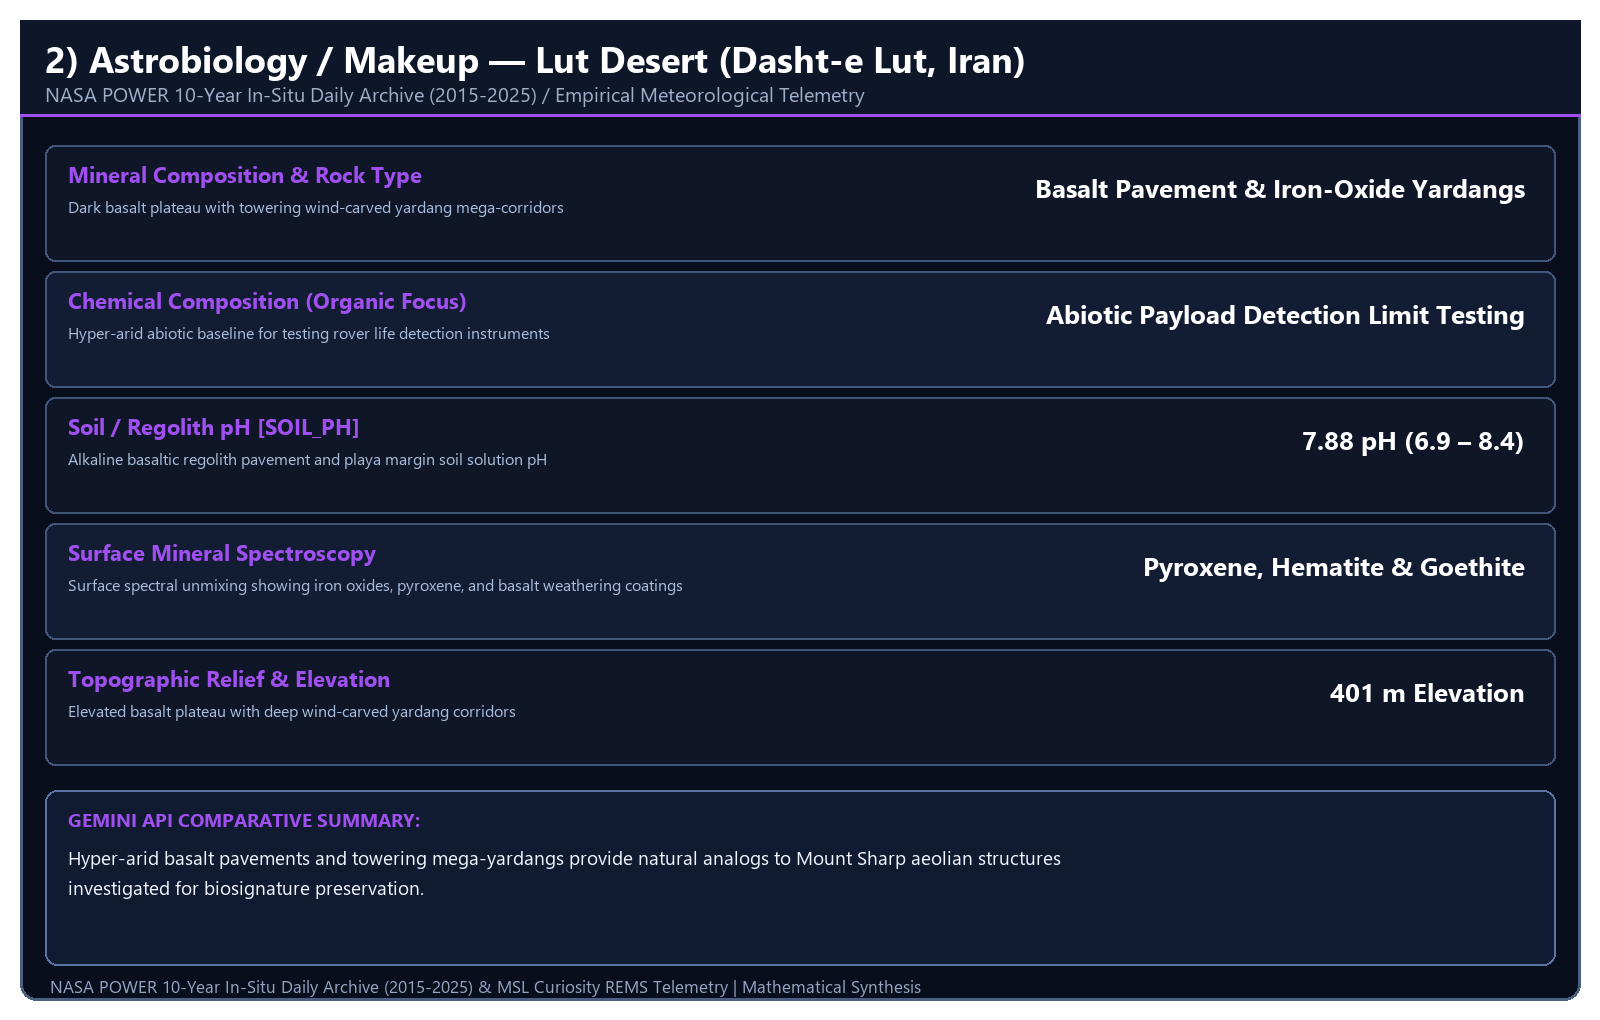 2) Astrobiology / Makeup — Lut Desert (Dasht-e Lut, Iran)
NASA POWER 10-Year In-Situ Daily Archive (2015-2025) / Empirical Meteorological Telemetry
Mineral Composition & Rock Type
Basalt Pavement & Iron-Oxide Yardangs
Dark basalt plateau with towering wind-carved yardang mega-corridors
Chemical Composition (Organic Focus)
Abiotic Payload Detection Limit Testing
Hyper-arid abiotic baseline for testing rover life detection instruments
Soil / Regolith pH [SOIL_PH]
7.88 pH (6.9 – 8.4)
Alkaline basaltic regolith pavement and playa margin soil solution pH
Surface Mineral Spectroscopy
Pyroxene, Hematite & Goethite
Surface spectral unmixing showing iron oxides, pyroxene, and basalt weathering coatings
Topographic Relief & Elevation
401 m Elevation
Elevated basalt plateau with deep wind-carved yardang corridors
GEMINI API COMPARATIVE SUMMARY:
Hyper-arid basalt pavements and towering mega-yardangs provide natural analogs to Mount Sharp aeolian structures
investigated for biosignature preservation.
NASA POWER 10-Year In-Situ Daily Archive (2015-2025) & MSL Curiosity REMS Telemetry | Mathematical Synthesis